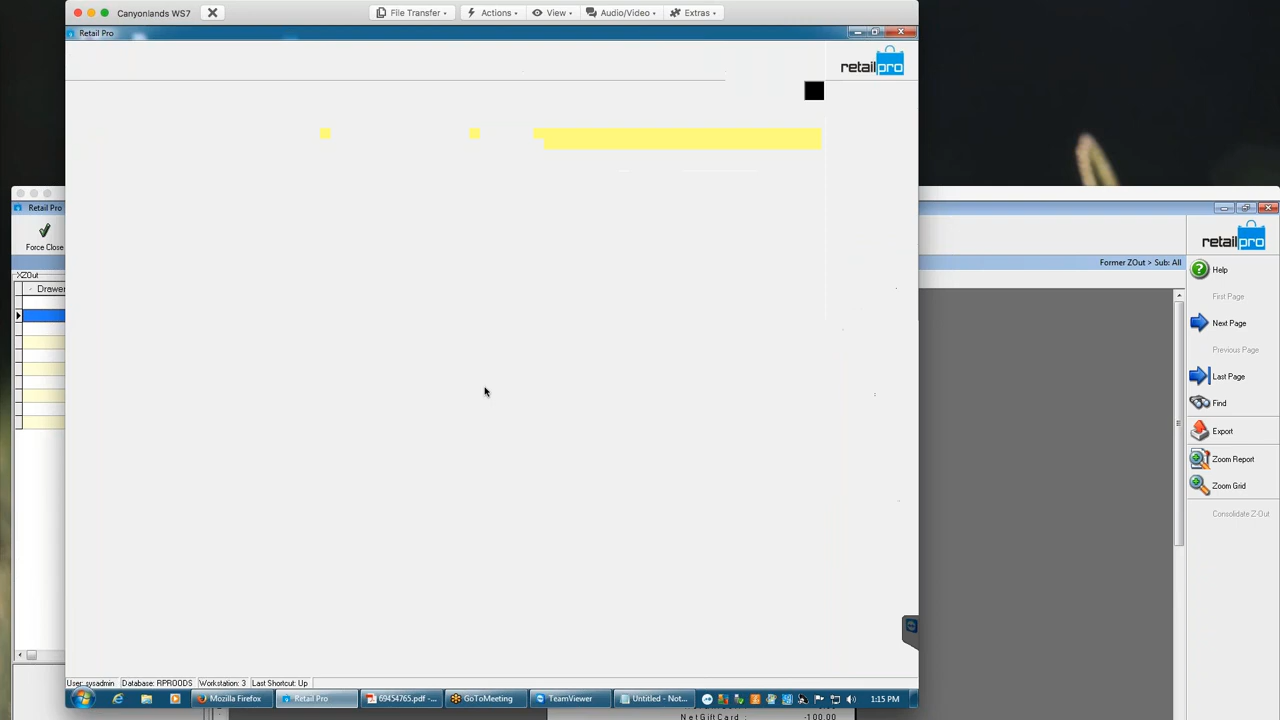 Canyonlands WS7
File Transfer
Actions
View
Audio/Video
Extras
Retail Pro
retail pro
Retail Pro
Force Close
retail pro
Former ZOut > Sub: All
XZOut
Drawer
Help
First Page
Next Page
Previous Page
Last Page
Find
Export
Zoom Report
Zoom Grid
Consolidate Z-Out
User: sysadmin Database: RPROODS Workstation: 3 Last Shortcut: Up
Mozilla Firefox
Retail Pro
69454765.pdf -...
GoToMeeting
TeamViewer
Untitled - Not...
1:15 PM
NetGiftCard : -100.00